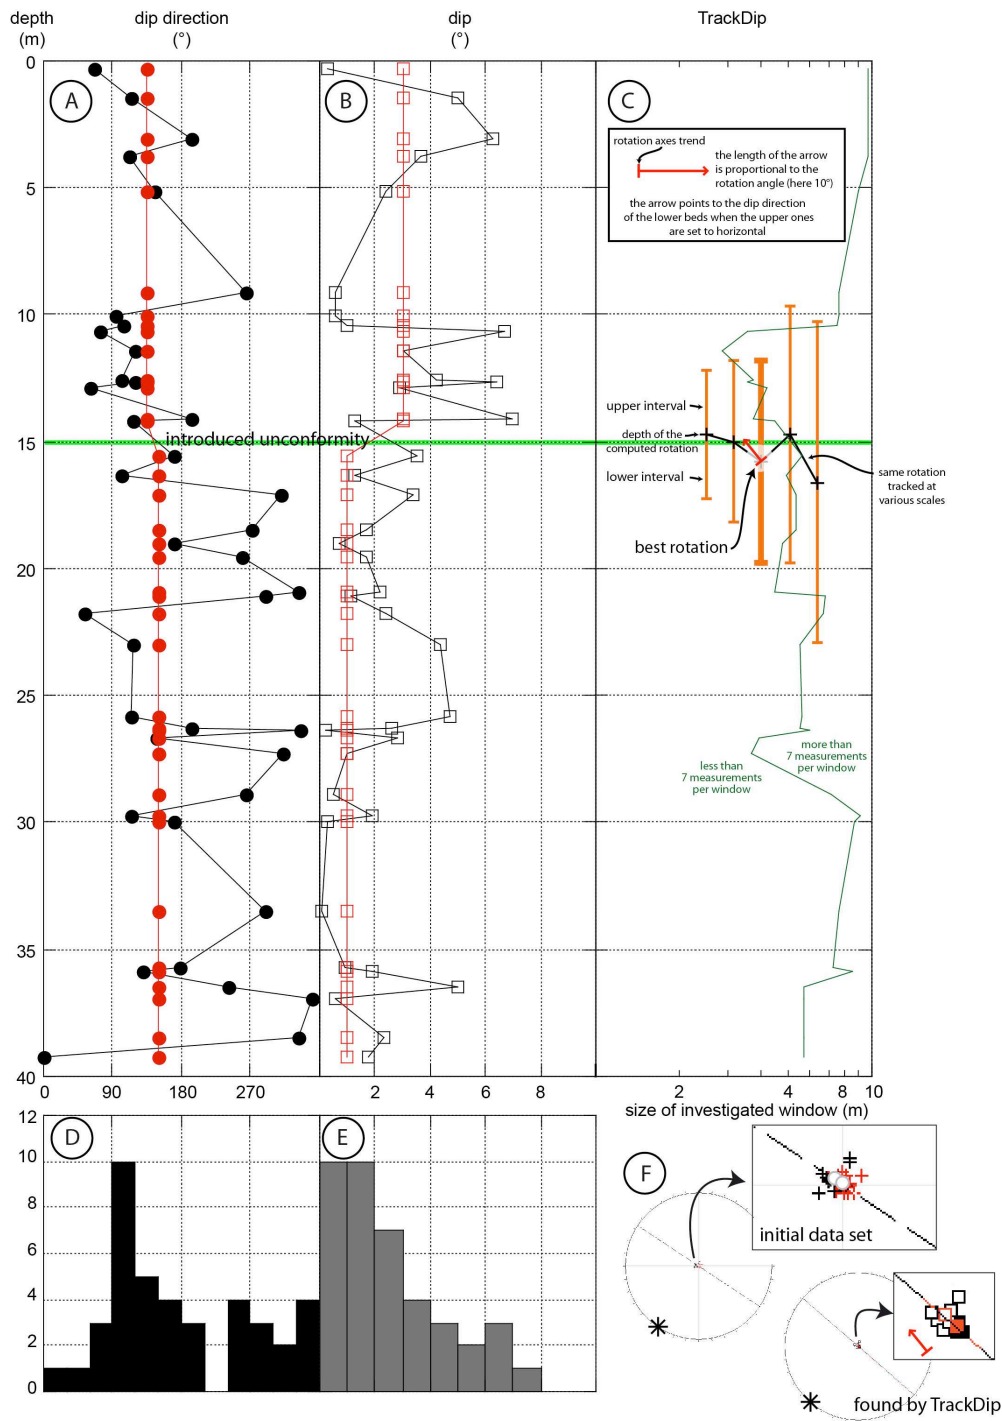 depth
(m)
dip direction
(°)
dip
(°)
TrackDip
0
5
10
15
20
25
30
35
40
A
B
C
rotation axes trend
the length of the arrow
is proportional to the
rotation angle (here 10°)
the arrow points to the dip direction
of the lower beds when the upper ones
are set to horizontal
upper interval
depth of the
computed rotation
lower interval
introduced unconformity
same rotation
tracked at
various scales
best rotation
more than
7 measurements
per window
less than
7 measurements
per window
0 90 180 270
2 4 6 8
2 4 6 8 10
size of investigated window (m)
12
10
8
6
4
2
0
D
E
F
initial data set
found by TrackDip